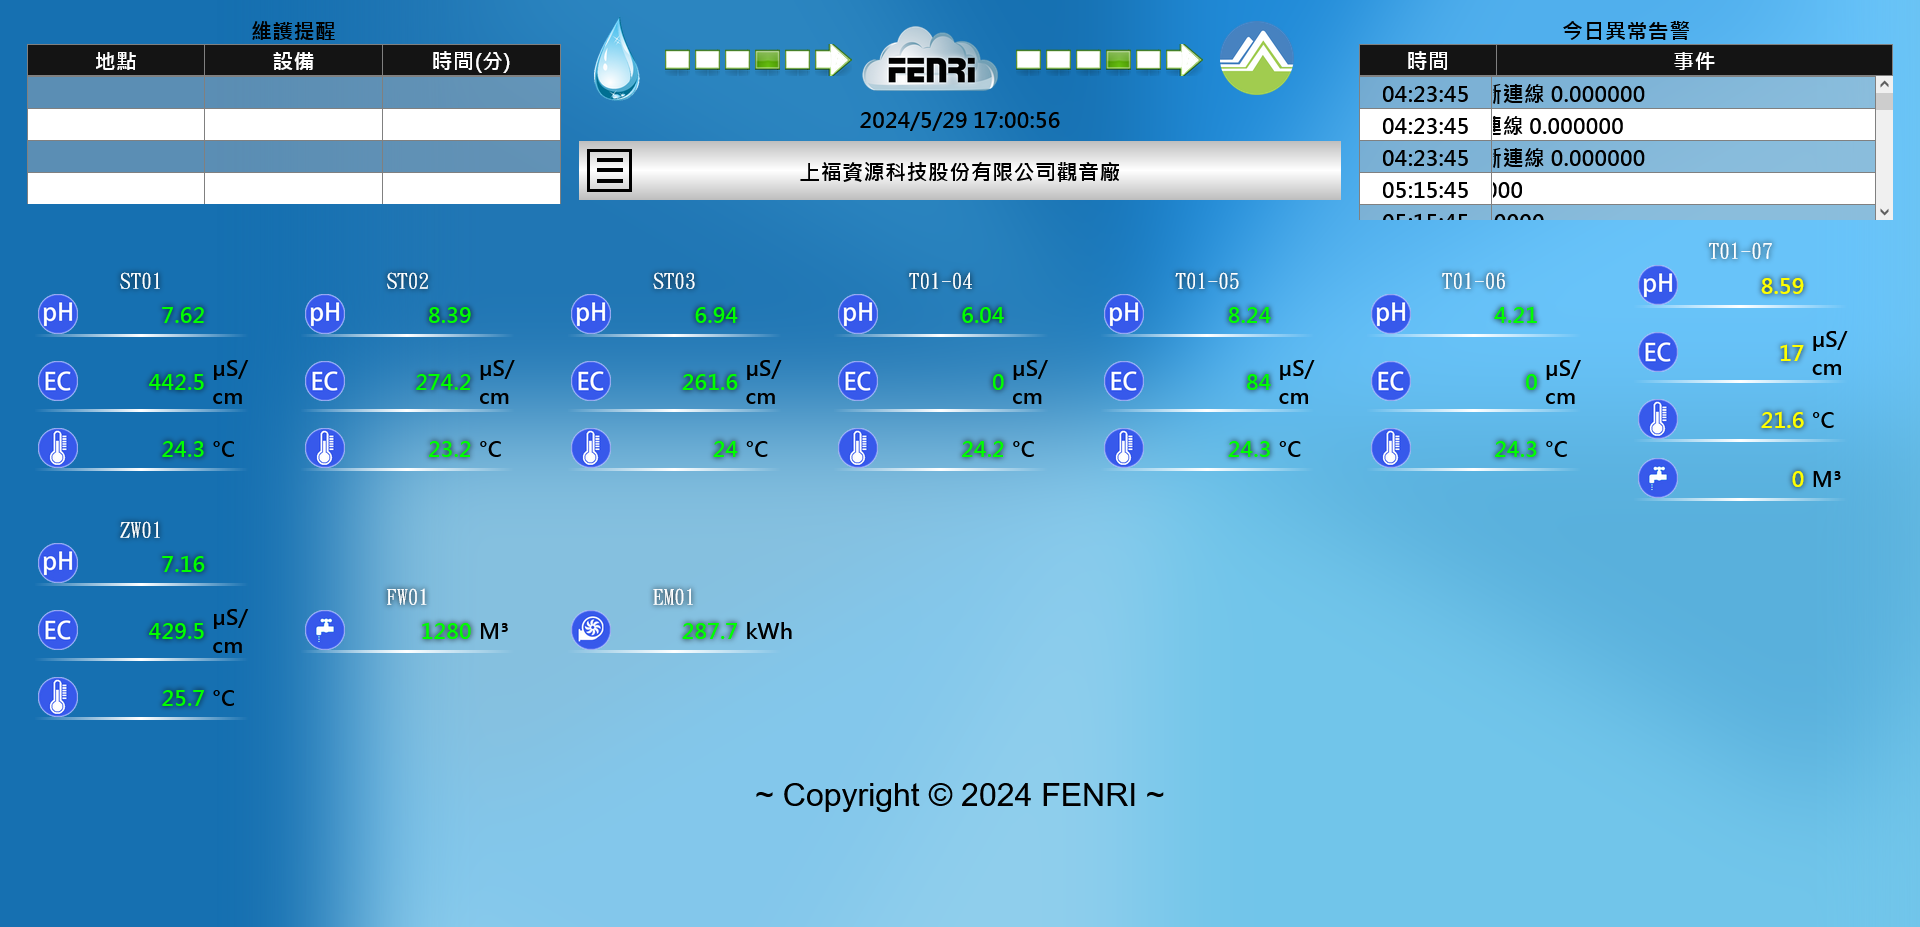 維護提醒
地點 設備 時間(分)
FENRi
2024/5/29 17:00:56
上福資源科技股份有限公司觀音廠
今日異常告警
時間 事件
04:23:45 斷連線 0.000000
04:23:45 連線 0.000000
04:23:45 斷連線 0.000000
05:15:45 000
05:15:45 0000
ST01
pH 7.62
EC 442.5 µS/cm
24.3 °C
ST02
pH 8.39
EC 274.2 µS/cm
23.2 °C
ST03
pH 6.94
EC 261.6 µS/cm
24 °C
T01-04
pH 6.04
EC 0 µS/cm
24.2 °C
T01-05
pH 8.24
EC 84 µS/cm
24.3 °C
T01-06
pH 4.21
EC 0 µS/cm
24.3 °C
T01-07
pH 8.59
EC 17 µS/cm
21.6 °C
0 M³
ZW01
pH 7.16
EC 429.5 µS/cm
25.7 °C
FW01
1280 M³
EM01
287.7 kWh
~ Copyright © 2024 FENRI ~